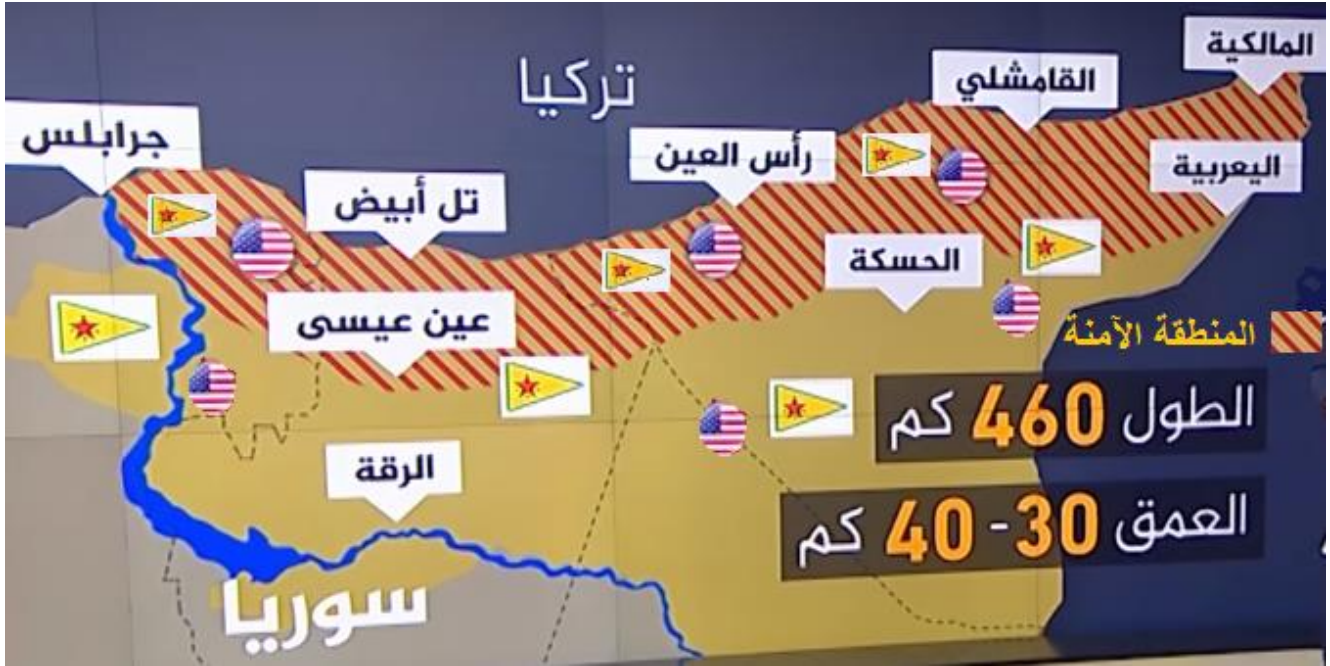 المالكية
القامشلي
تركيا
جرابلس
رأس العين
اليعربية
تل أبيض
الحسكة
عين عيسى
المنطقة الآمنة
الطول 460 كم
الرقة
العمق 30 - 40 كم
سوريا